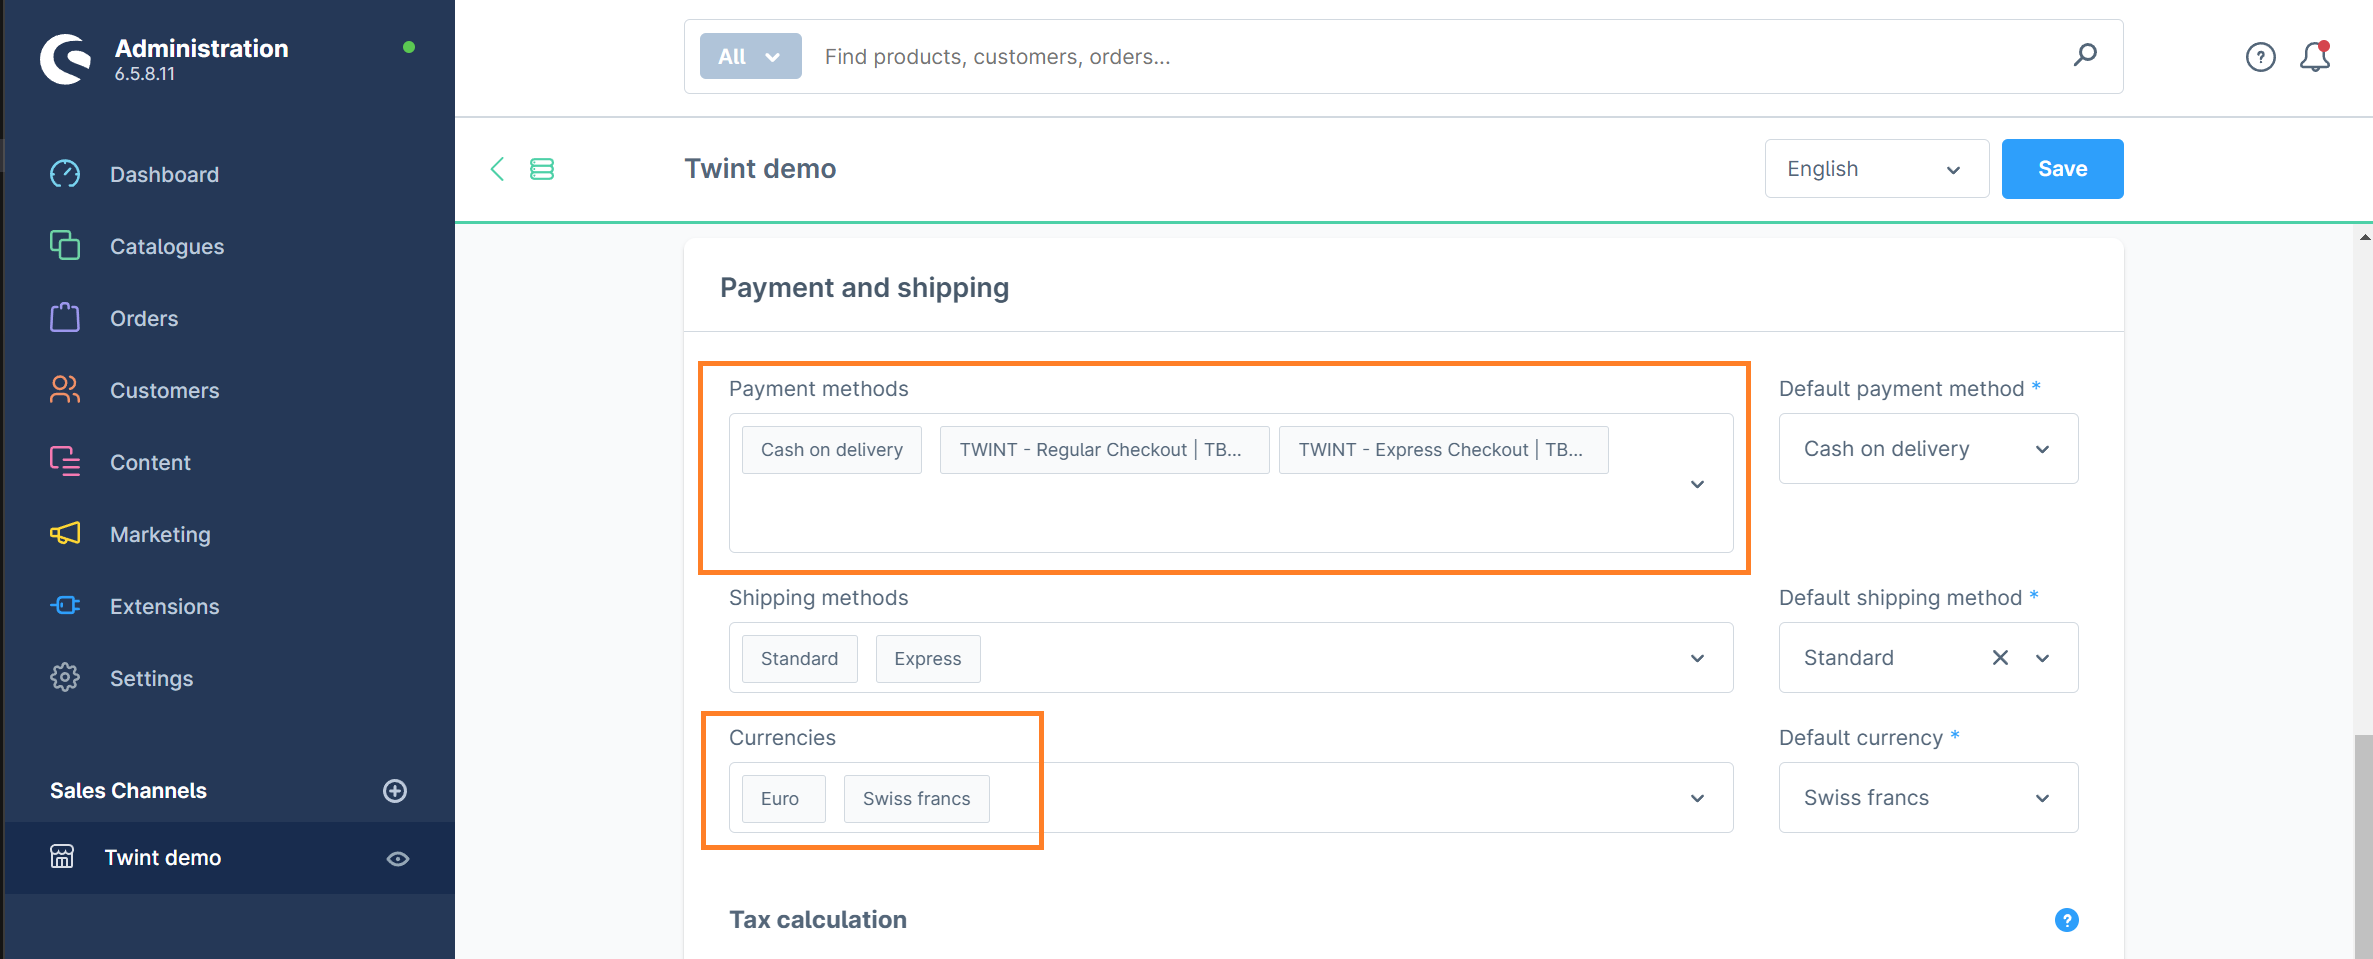 Administration
6.5.8.11
Dashboard
Catalogues
Orders
Customers
Content
Marketing
Extensions
Settings
Sales Channels
Twint demo
All
Find products, customers, orders...
Twint demo
English
Save
Payment and shipping
Payment methods
Cash on delivery
TWINT - Regular Checkout | TB...
TWINT - Express Checkout | TB...
Default payment method *
Cash on delivery
Shipping methods
Standard
Express
Default shipping method *
Standard
Currencies
Euro
Swiss francs
Default currency *
Swiss francs
Tax calculation